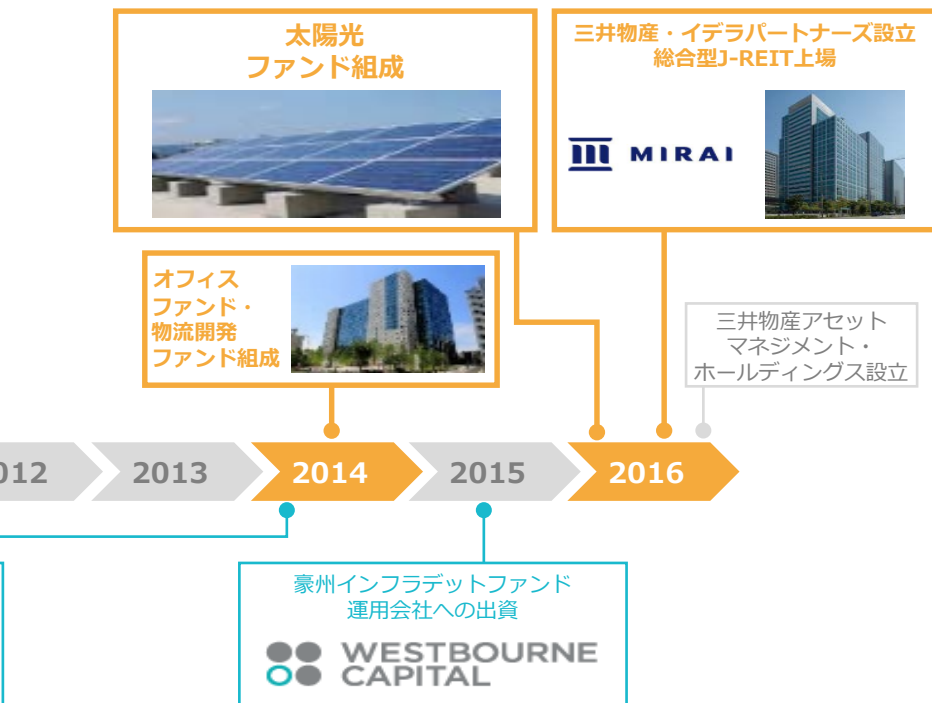 太陽光
ファンド組成
三井物産・イデラパートナーズ設立
総合型J-REIT上場
MIRAI
オフィス
ファンド・
物流開発
ファンド組成
三井物産アセット
マネジメント・
ホールディングス設立
012
2013
2014
2015
2016
豪州インフラデットファンド
運用会社への出資
WESTBOURNE
CAPITAL